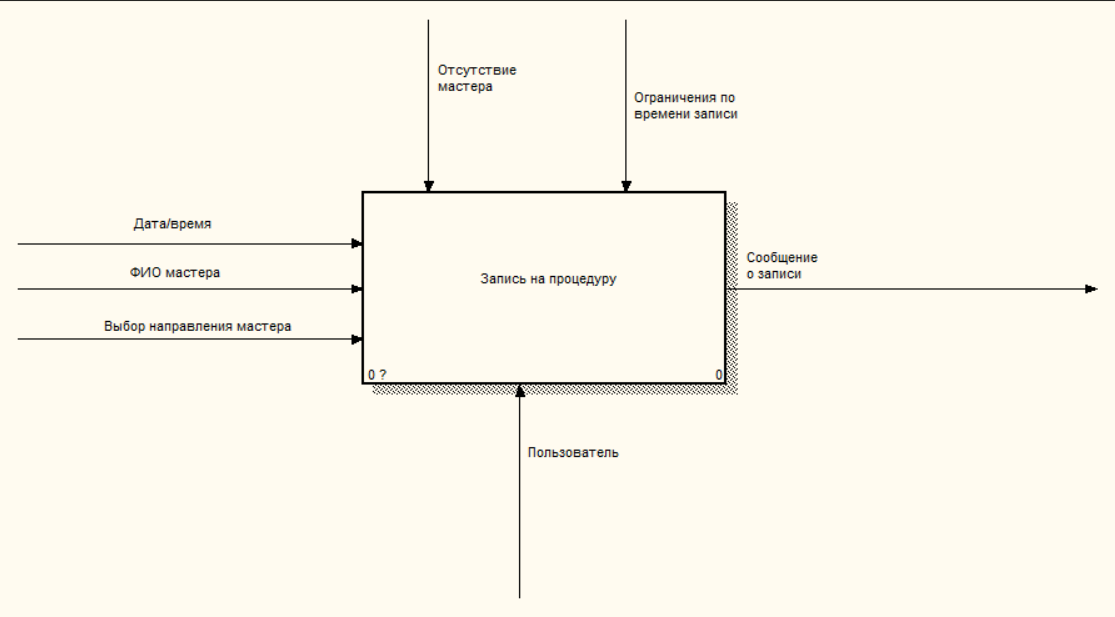 Отсутствие
мастера
Ограничения по
времени записи
Дата/время
ФИО мастера
Выбор направления мастера
Запись на процедуру
Сообщение
о записи
0 ?
0
Пользователь